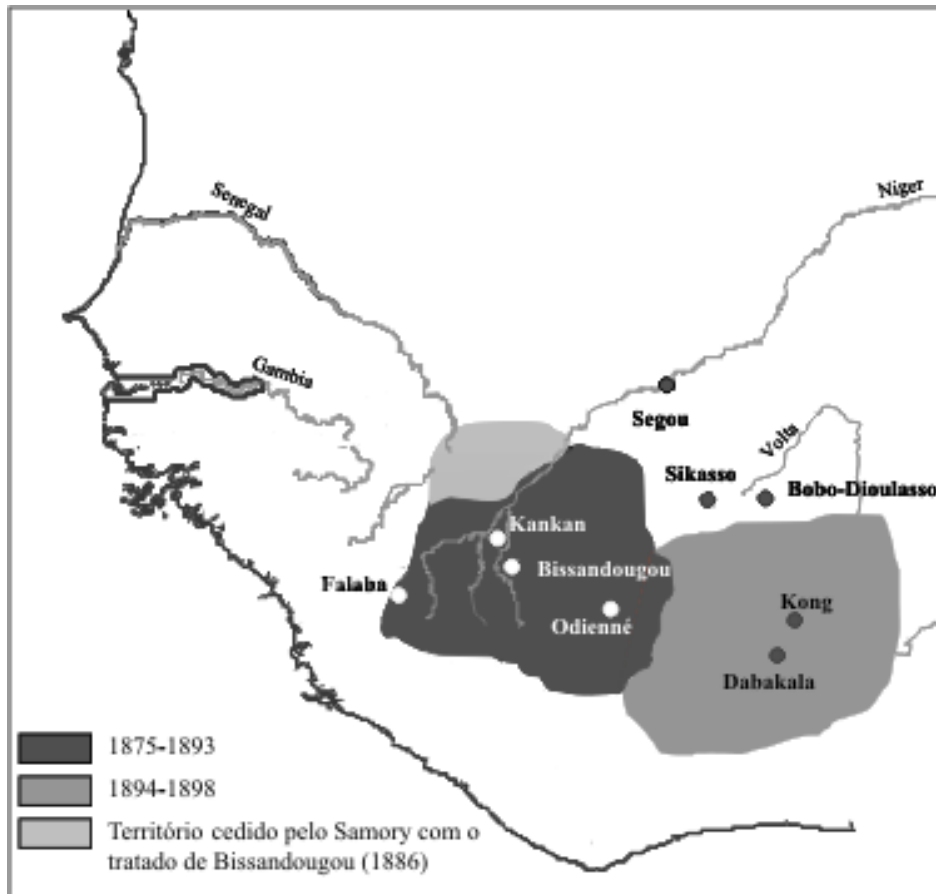 Senegal
Niger
Gambia
Segou
Volta
Sikasso
Bobo-Dioulasso
Kankan
Bissandougou
Falaba
Odienné
Kong
Dabakala
1875-1893
1894-1898
Território cedido pelo Samory com o
tratado de Bissandougou (1886)